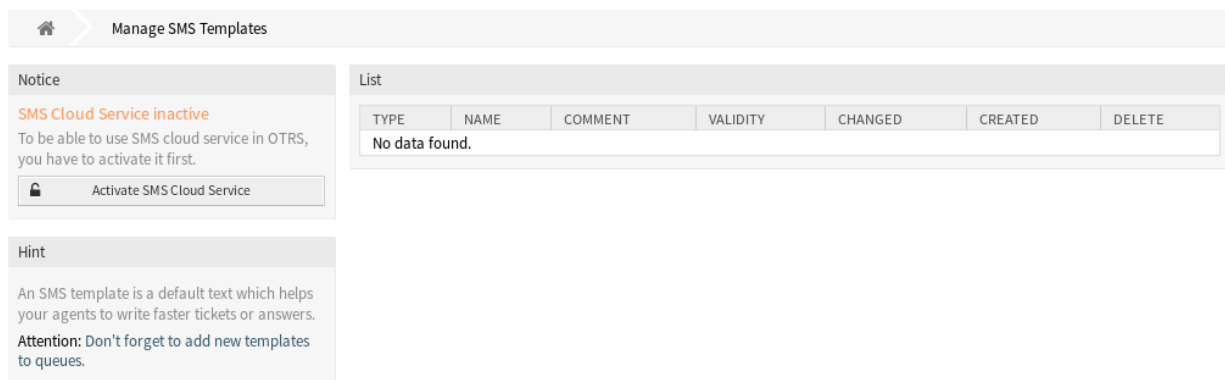 Manage SMS Templates
Notice
SMS Cloud Service inactive
To be able to use SMS cloud service in OTRS,
you have to activate it first.
Activate SMS Cloud Service
Hint
An SMS template is a default text which helps
your agents to write faster tickets or answers.
Attention: Don't forget to add new templates
to queues.
List
TYPE NAME COMMENT VALIDITY CHANGED CREATED DELETE
No data found.